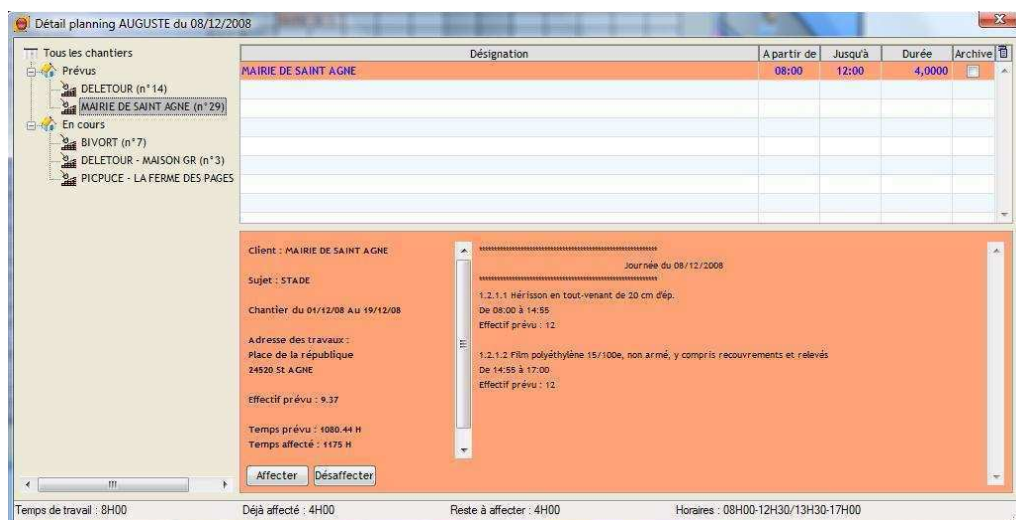 Détail planning AUGUSTE du 08/12/2008
Tous les chantiers
Prévus
DELETOUR (n°14)
MAIRIE DE SAINT AGNE (n°29)
En cours
BIVORT (n°7)
DELETOUR - MAISON GR (n°3)
PICPUCE - LA FERME DES PAGES
Désignation A partir de Jusqu'à Durée Archive
MAIRIE DE SAINT AGNE 08:00 12:00 4,0000
Client : MAIRIE DE SAINT AGNE
Sujet : STADE
Chantier du 01/12/08 Au 19/12/08
Adresse des travaux :
Place de la république
24520 St AGNE
Effectif prévu : 9.37
Temps prévu : 1080.44 H
Temps affecté : 1175 H
Journée du 08/12/2008
1.2.1.1 Hérisson en tout-venant de 20 cm d'ép.
De 08:00 à 14:55
Effectif prévu : 12
1.2.1.2 Film polyéthylène 15/100e, non armé, y compris recouvrements et relevés
De 14:55 à 17:00
Effectif prévu : 12
Affecter Désaffecter
Temps de travail : 8H00 Déjà affecté : 4H00 Reste à affecter : 4H00 Horaires : 08H00-12H30/13H30-17H00